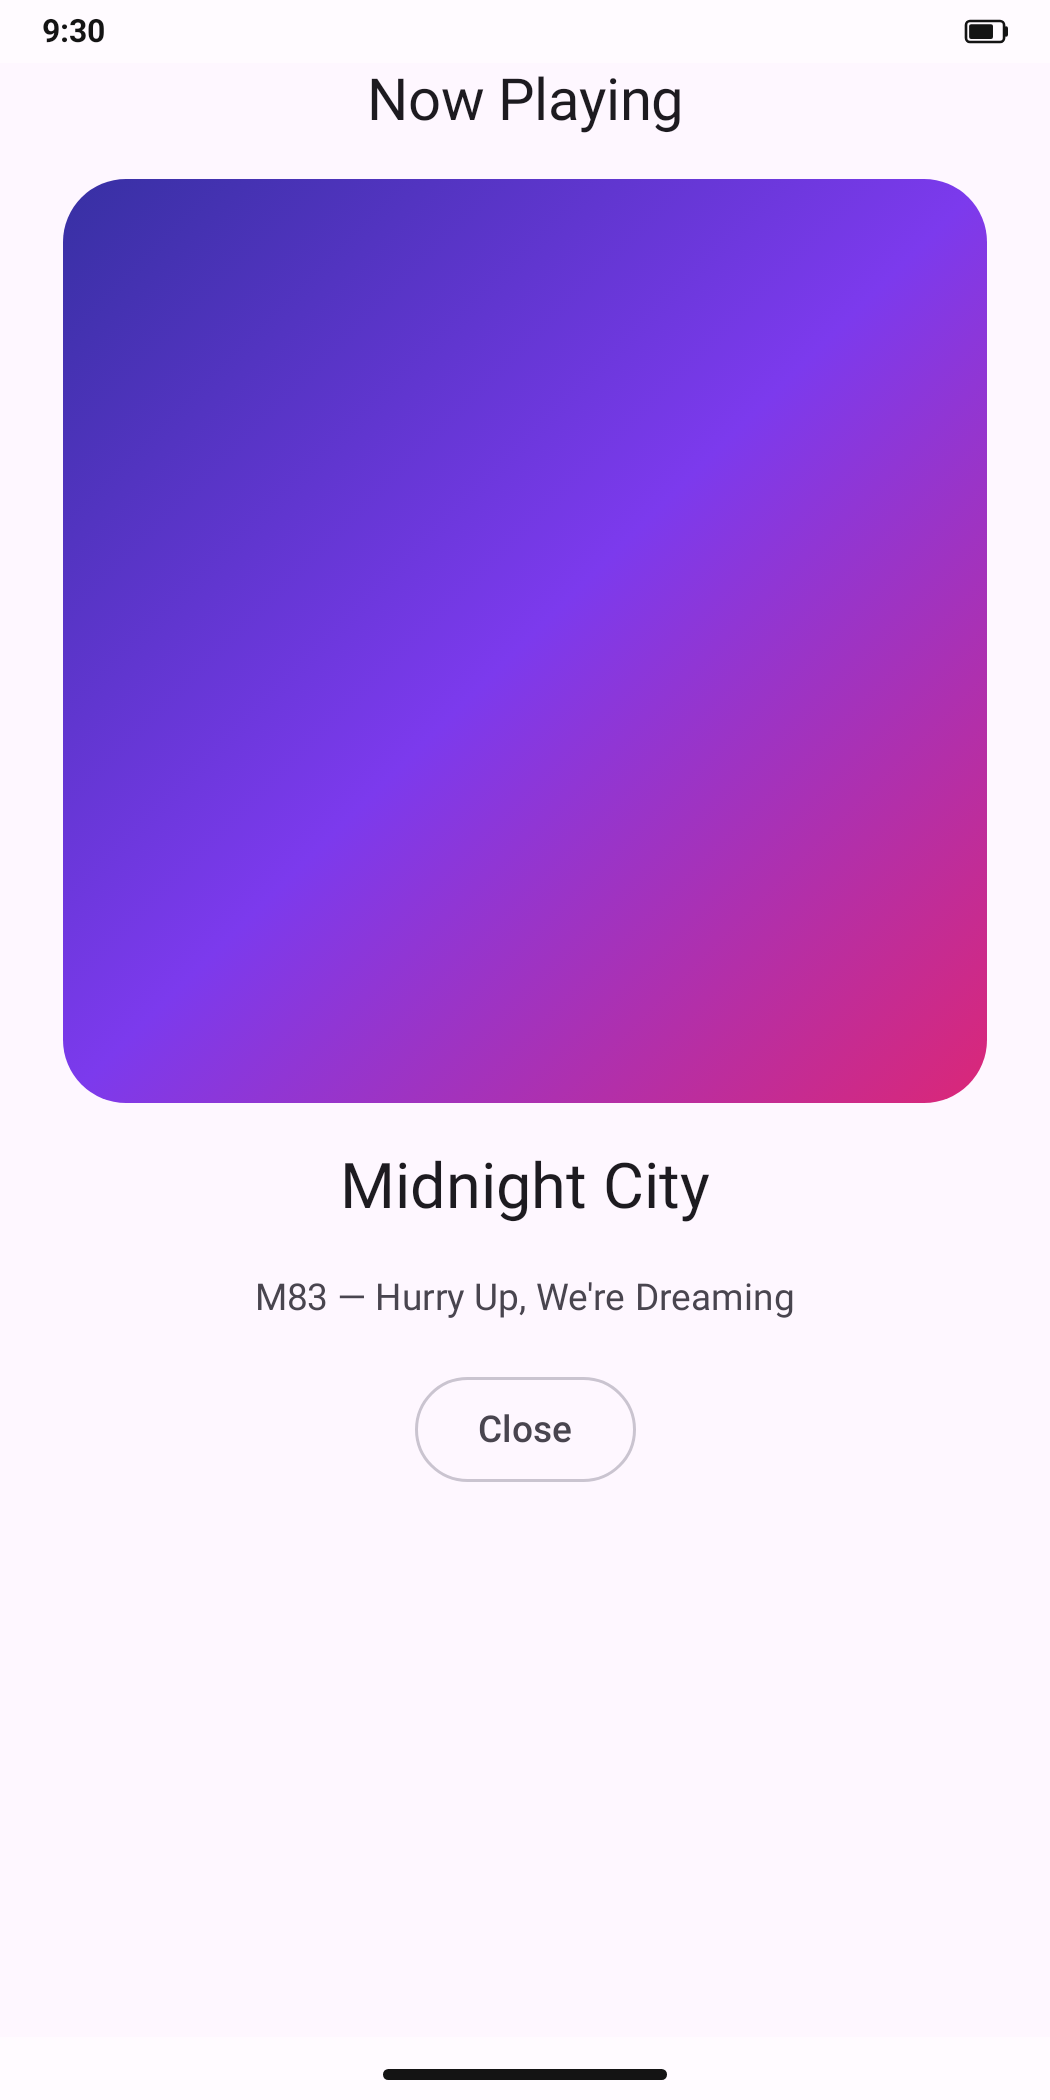 9:30
Now Playing
Midnight City
M83 — Hurry Up, We're Dreaming
Close